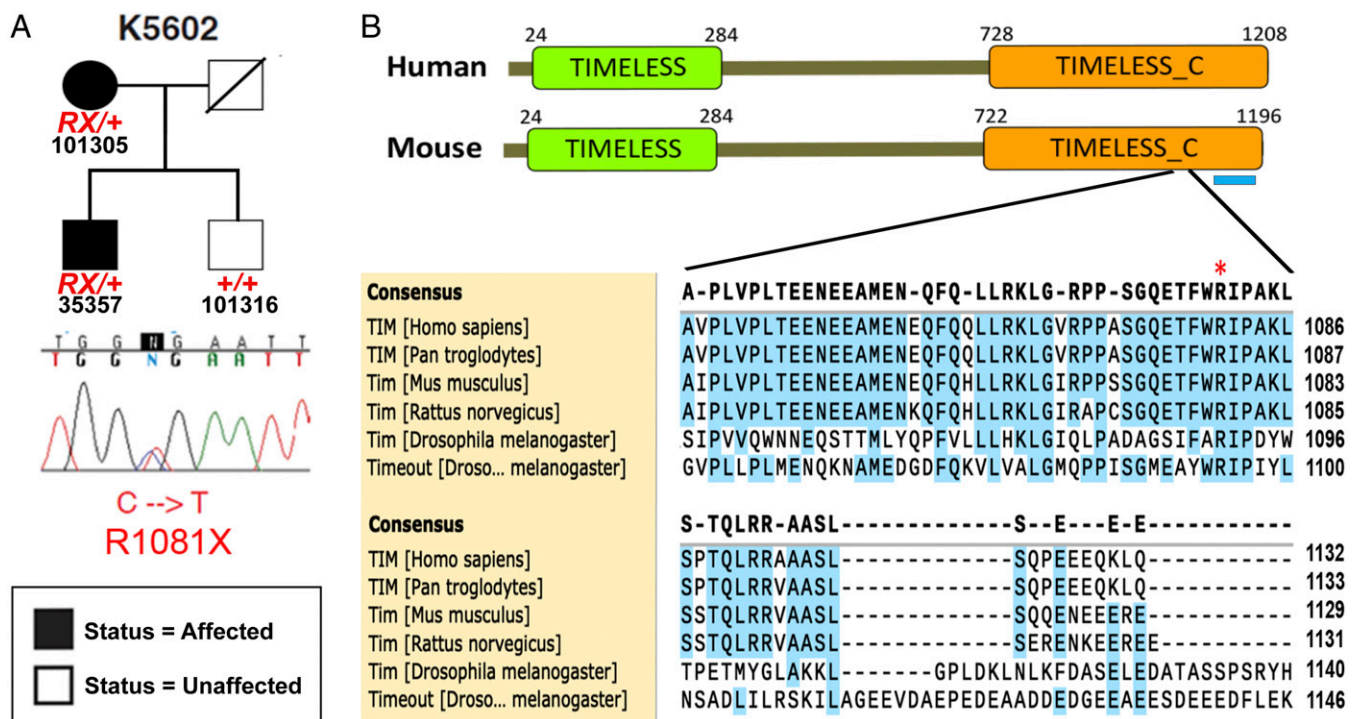 A
K5602
RX/+
101305
RX/+
35357
+/+
101316
T G G N G A A T T
T G G N G A A T T
C --> T
R1081X
Status = Affected
Status = Unaffected
B
24 284 728 1208
Human TIMELESS TIMELESS_C
24 284 722 1196
Mouse TIMELESS TIMELESS_C
*
Consensus A-PLVPLTEENEEAMEN-QFQ-LLRKLG-RPP-SGQETFWRIPAKL
TIM [Homo sapiens] AVPLVPLTEENEEAMENEQFQQLLRKLGVRPPASGQETFWRIPAKL 1086
TIM [Pan troglodytes] AVPLVPLTEENEEAMENEQFQQLLRKLGVRPPASGQETFWRIPAKL 1087
Tim [Mus musculus] AIPLVPLTEENEEAMENEQFQHLLRKLGIRPPSSGQETFWRIPAKL 1083
Tim [Rattus norvegicus] SIPLVPLTEENEEAMENKQFQHLLRKLGIRAPCSGQETFWRIPAKL 1085
Tim [Drosophila melanogaster] SIPVVQWNNEQSTTMLYQPFVLLLHKLGIQLPADAGSIFARIPDYW 1096
Timeout [Droso... melanogaster] GVPLLPLMENQKNAMEDGDFQKVLVALGMQPPISGMEAYWRIPIYL 1100
Consensus S-TQLRR-AASL-------------S--E---E-E-----------
TIM [Homo sapiens] SPTQLRRAAASL-------------SQPEEEQKLQ----------- 1132
TIM [Pan troglodytes] SPTQLRRAAASL-------------SQPEEEQKLQ----------- 1133
Tim [Mus musculus] SSTQLRRVAASL-------------SQQENEEERE----------- 1129
Tim [Rattus norvegicus] SSTQLRRVAASL-------------SERENKEEREE---------- 1131
Tim [Drosophila melanogaster] TPETMYGLAKKL-------GPLDKLNLKFDASELEDATASSPSRYH 1140
Timeout [Droso... melanogaster] NSADLILRSKILAGEEVDAEPEDEAADDEDGEEAEESDEEEDFLEK 1146